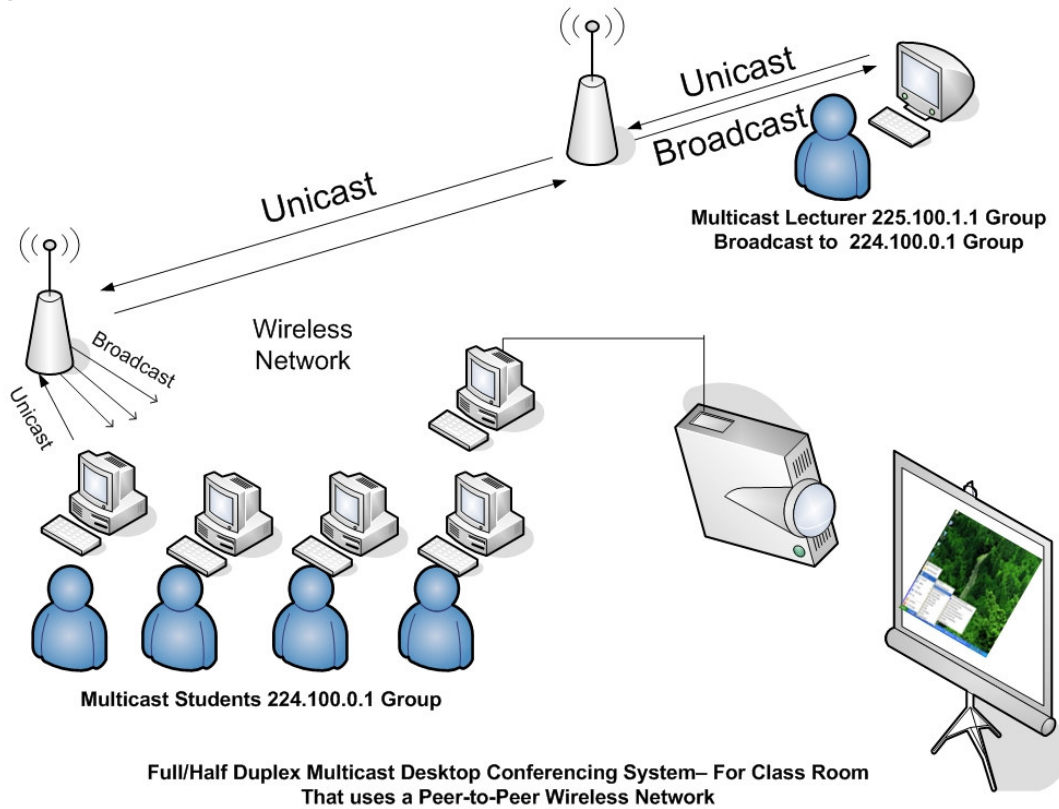 Unicast
Broadcast
Unicast
Multicast Lecturer 225.100.1.1 Group
Broadcast to 224.100.0.1 Group
Wireless
Network
Broadcast
Unicast
Multicast Students 224.100.0.1 Group
Full/Half Duplex Multicast Desktop Conferencing System– For Class Room
That uses a Peer-to-Peer Wireless Network